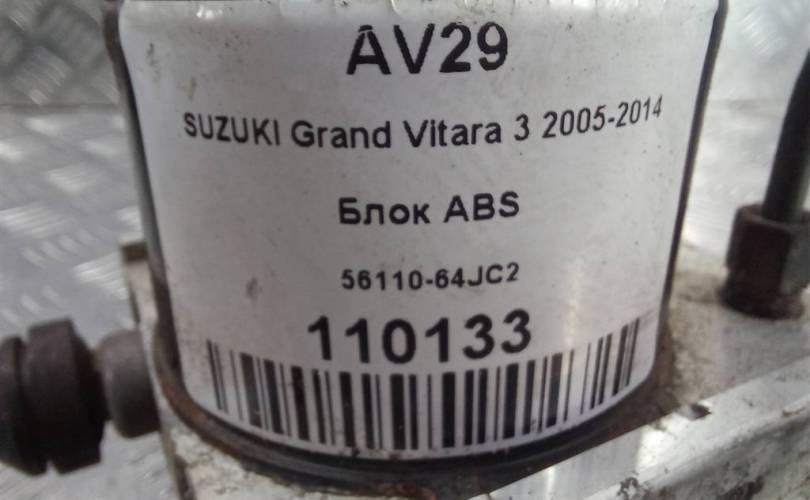 AV29
SUZUKI Grand Vitara 3 2005-2014
Блок ABS
56110-64JC2
110133